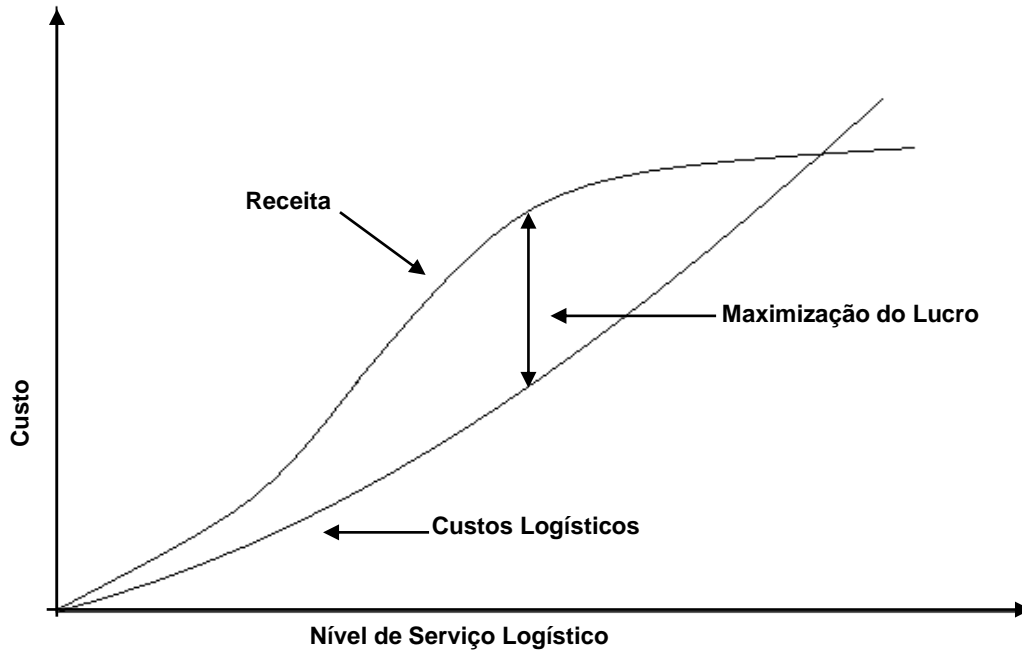 Receita
Maximização do Lucro
Custo
Custos Logísticos
Nível de Serviço Logístico